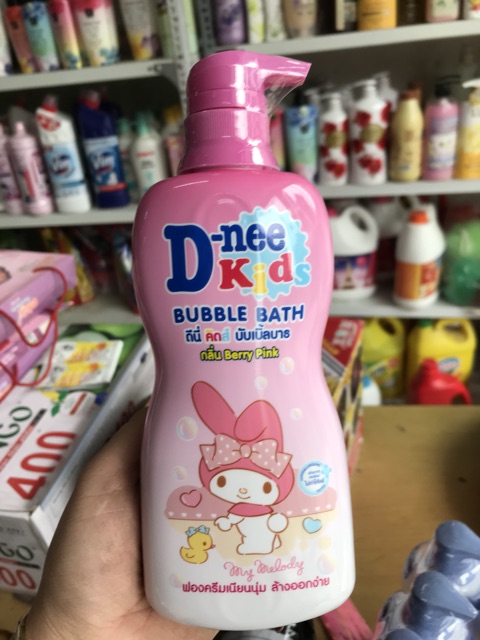 D-nee
Kids
BUBBLE BATH
ดีนี่ คิดส์ บับเบิ้ลบาธ
กลิ่น Berry Pink
My Melody
ฟองครีมเนียนนุ่ม ล้างออกง่าย
400